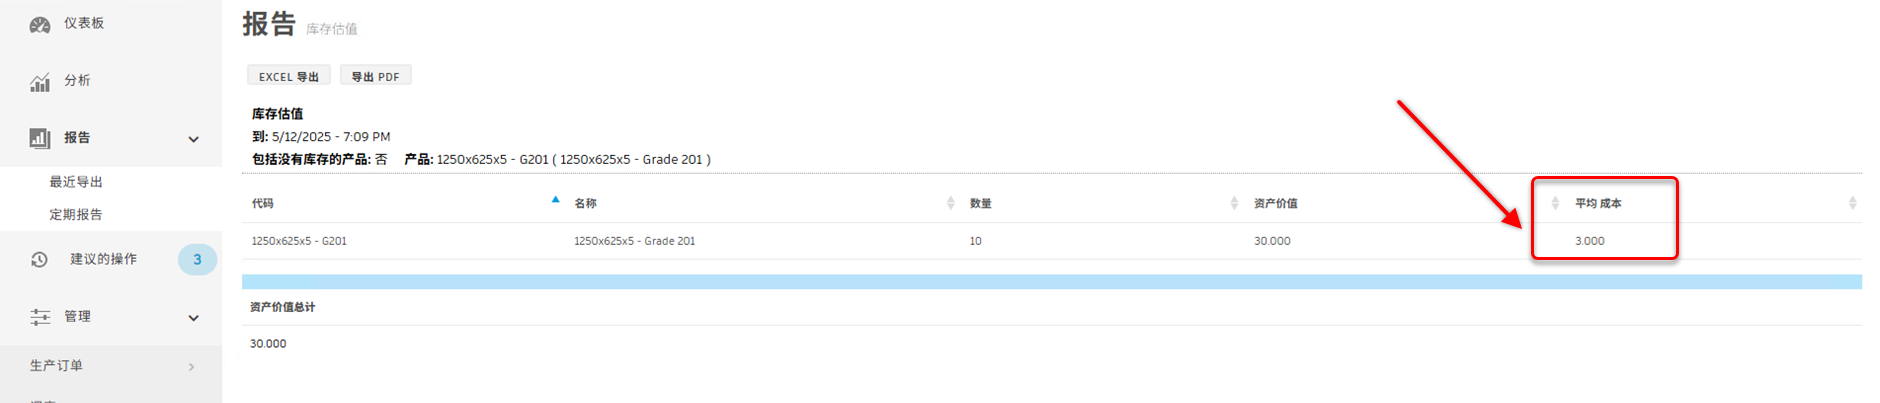 仪表板
分析
报告
最近导出
定期报告
建议的操作 3
管理
生产订单
报告 库存估值
EXCEL 导出 导出 PDF
库存估值
到: 5/12/2025 - 7:09 PM
包括没有库存的产品: 否 产品: 1250x625x5 - G201 ( 1250x625x5 - Grade 201 )
代码 名称 数量 资产价值 平均 成本
1250x625x5 - G201 1250x625x5 - Grade 201 10 30.000 3.000
资产价值总计
30.000